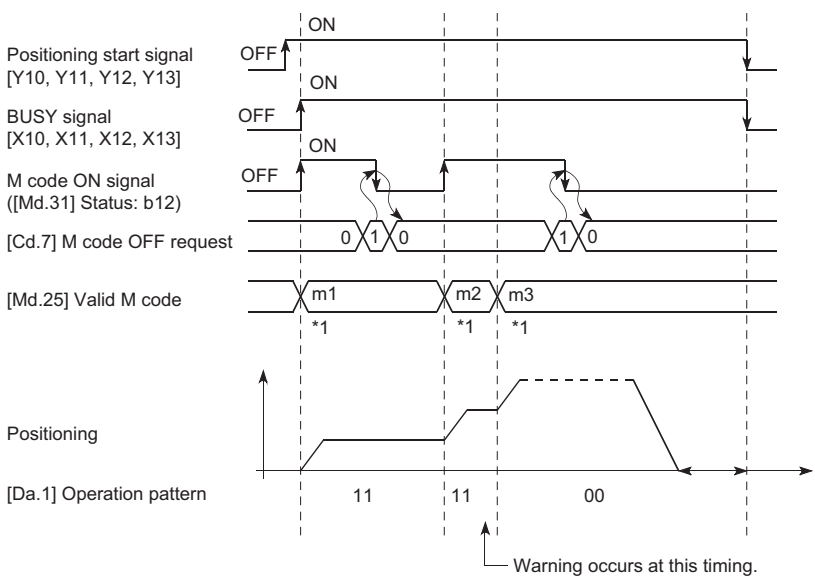 ON
Positioning start signal OFF
[Y10, Y11, Y12, Y13]
ON
BUSY signal OFF
[X10, X11, X12, X13]
ON
M code ON signal OFF
([Md.31] Status: b12)
[Cd.7] M code OFF request 0 1 0 1 0
[Md.25] Valid M code m1 m2 m3
*1 *1 *1
Positioning
[Da.1] Operation pattern 11 11 00
Warning occurs at this timing.